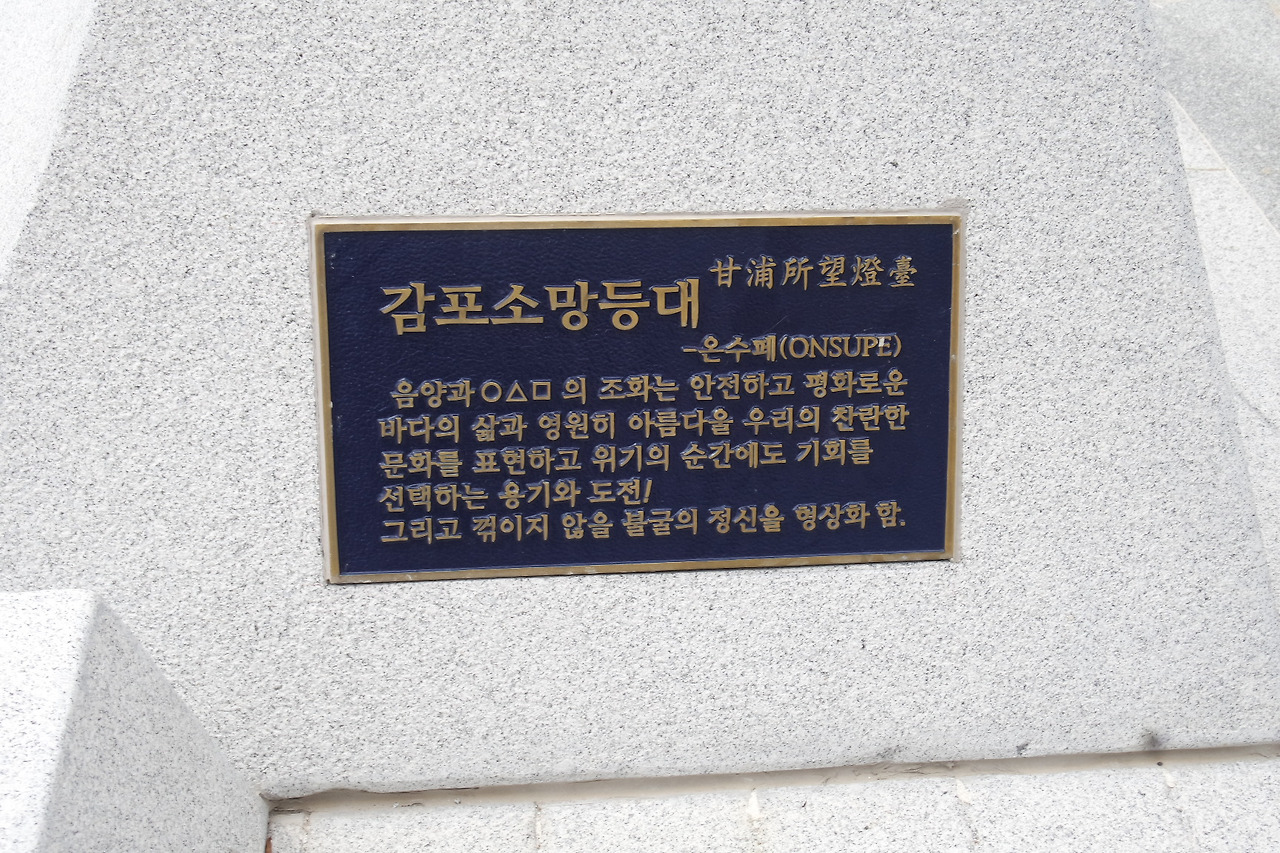 甘浦所望燈臺
감포소망등대
-온수페(ONSUPE)
음양과 ○△□ 의 조화는 안전하고 평화로운
바다의 삶과 영원히 아름다울 우리의 찬란한
문화를 표현하고 위기의 순간에도 기회를
선택하는 용기와 도전!
그리고 꺾이지 않을 불굴의 정신을 형상화 함.